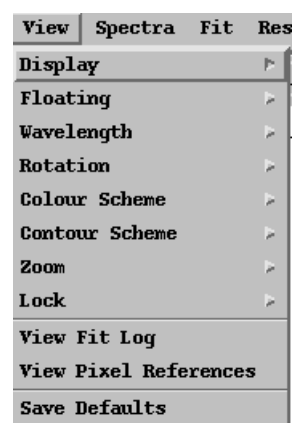 View Spectra Fit Res
Display
Floating
Wavelength
Rotation
Colour Scheme
Contour Scheme
Zoom
Lock
View Fit Log
View Pixel References
Save Defaults